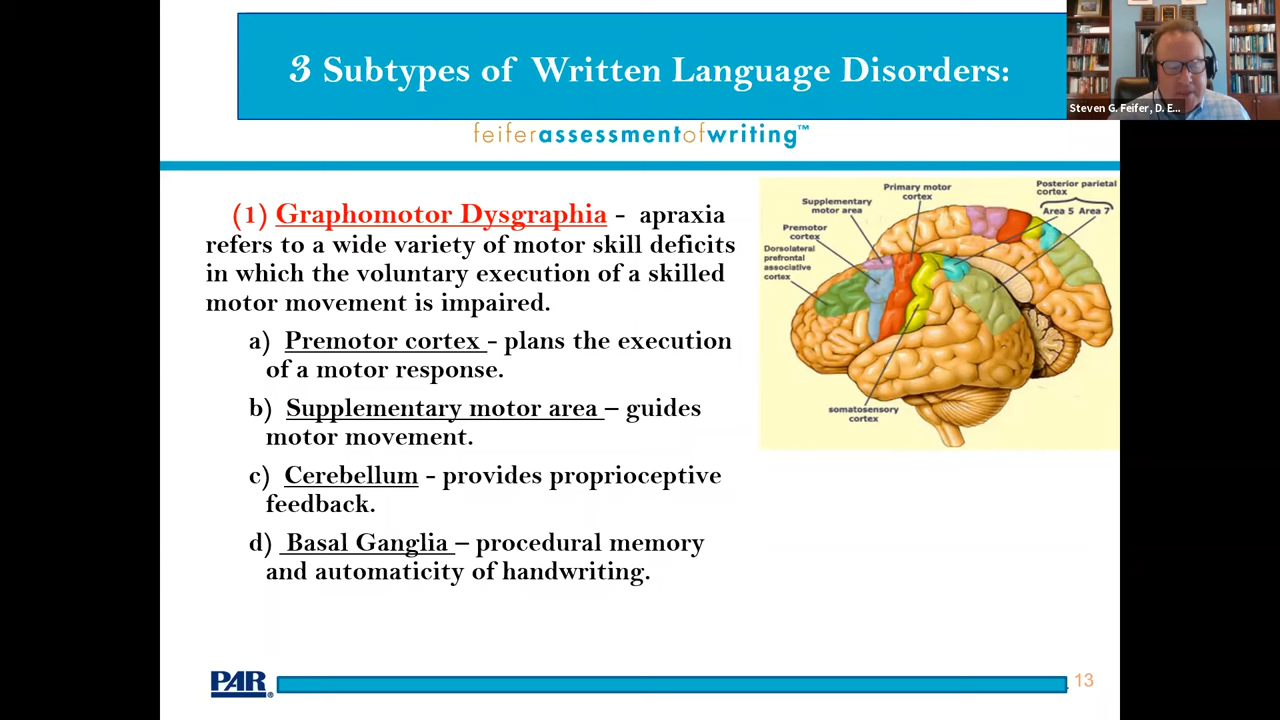 3 Subtypes of Written Language Disorders:
Steven G. Feifer, D. E...
feiferassessmentofwriting™
(1) Graphomotor Dysgraphia - apraxia
refers to a wide variety of motor skill deficits
in which the voluntary execution of a skilled
motor movement is impaired.
a) Premotor cortex - plans the execution
of a motor response.
b) Supplementary motor area – guides
motor movement.
c) Cerebellum - provides proprioceptive
feedback.
d) Basal Ganglia – procedural memory
and automaticity of handwriting.
Primary motor
cortex
Posterior parietal
cortex
Supplementary
motor area
Area 5 Area 7
Premotor
cortex
Dorsolateral
prefrontal
associative
cortex
somatosensory
cortex
PAR®
13